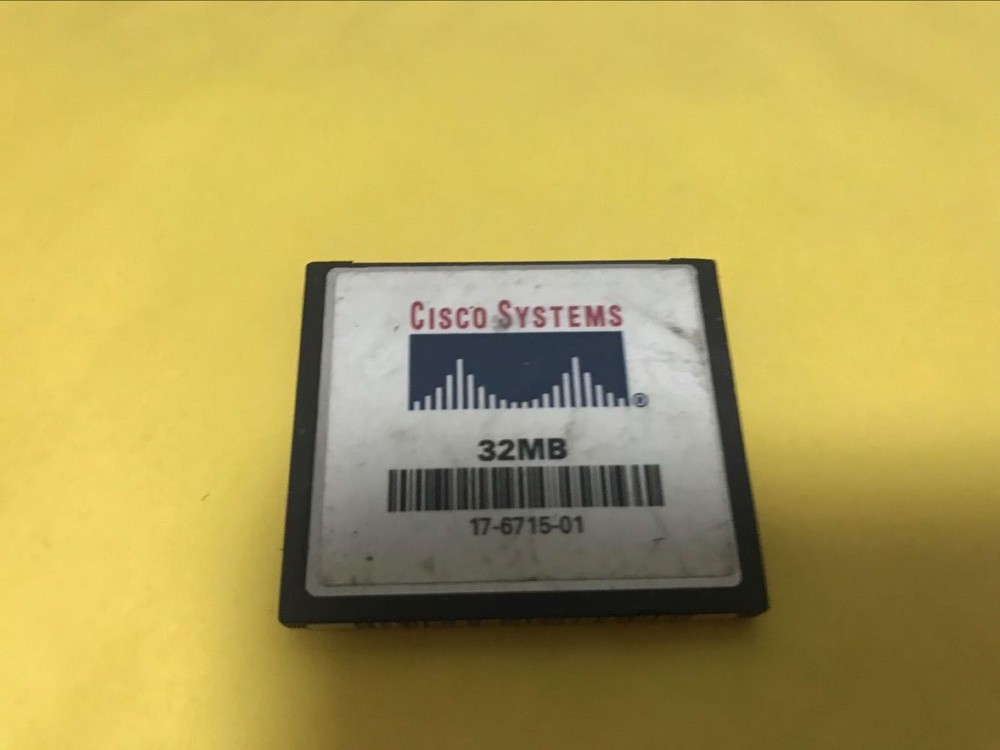 CISCO SYSTEMS
®
32MB
17-6715-01